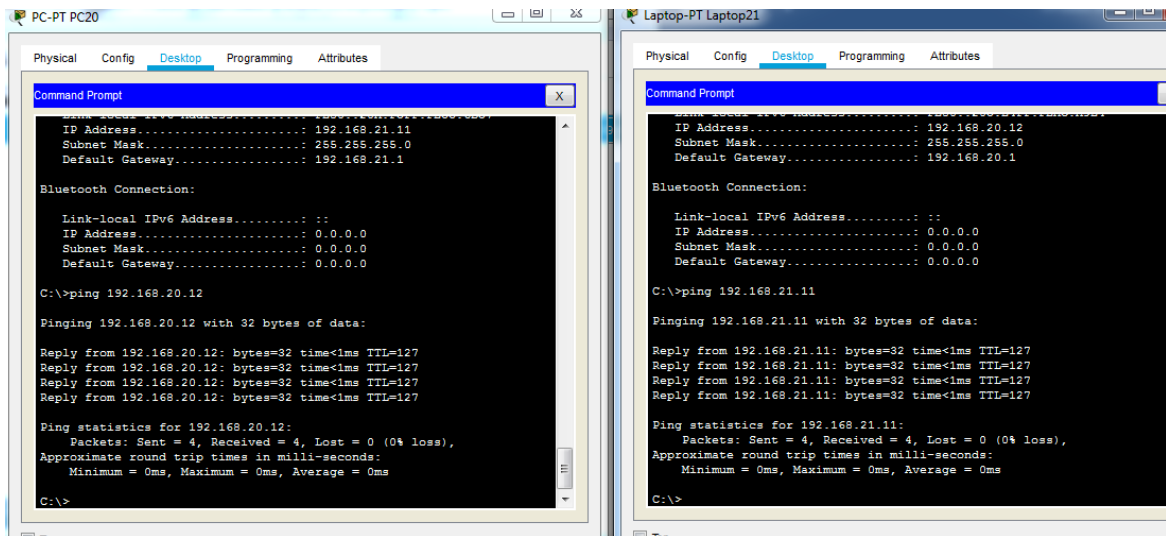 PC-PT PC20
Physical Config Desktop Programming Attributes
Command Prompt
X
IP Address....................: 192.168.21.11
Subnet Mask.....................: 255.255.255.0
Default Gateway.................: 192.168.21.1
Bluetooth Connection:
Link-local IPv6 Address.........: ::
IP Address......................: 0.0.0.0
Subnet Mask.....................: 0.0.0.0
Default Gateway.................: 0.0.0.0
C:\>ping 192.168.20.12
Pinging 192.168.20.12 with 32 bytes of data:
Reply from 192.168.20.12: bytes=32 time<1ms TTL=127
Reply from 192.168.20.12: bytes=32 time<1ms TTL=127
Reply from 192.168.20.12: bytes=32 time<1ms TTL=127
Reply from 192.168.20.12: bytes=32 time<1ms TTL=127
Ping statistics for 192.168.20.12:
Packets: Sent = 4, Received = 4, Lost = 0 (0% loss),
Approximate round trip times in milli-seconds:
Minimum = 0ms, Maximum = 0ms, Average = 0ms
C:\>
Laptop-PT Laptop21
Physical Config Desktop Programming Attributes
Command Prompt
IP Address......................: 192.168.20.12
Subnet Mask.....................: 255.255.255.0
Default Gateway.................: 192.168.20.1
Bluetooth Connection:
Link-local IPv6 Address.........: ::
IP Address......................: 0.0.0.0
Subnet Mask.....................: 0.0.0.0
Default Gateway.................: 0.0.0.0
C:\>ping 192.168.21.11
Pinging 192.168.21.11 with 32 bytes of data:
Reply from 192.168.21.11: bytes=32 time<1ms TTL=127
Reply from 192.168.21.11: bytes=32 time<1ms TTL=127
Reply from 192.168.21.11: bytes=32 time<1ms TTL=127
Reply from 192.168.21.11: bytes=32 time<1ms TTL=127
Ping statistics for 192.168.21.11:
Packets: Sent = 4, Received = 4, Lost = 0 (0% loss),
Approximate round trip times in milli-seconds:
Minimum = 0ms, Maximum = 0ms, Average = 0ms
C:\>